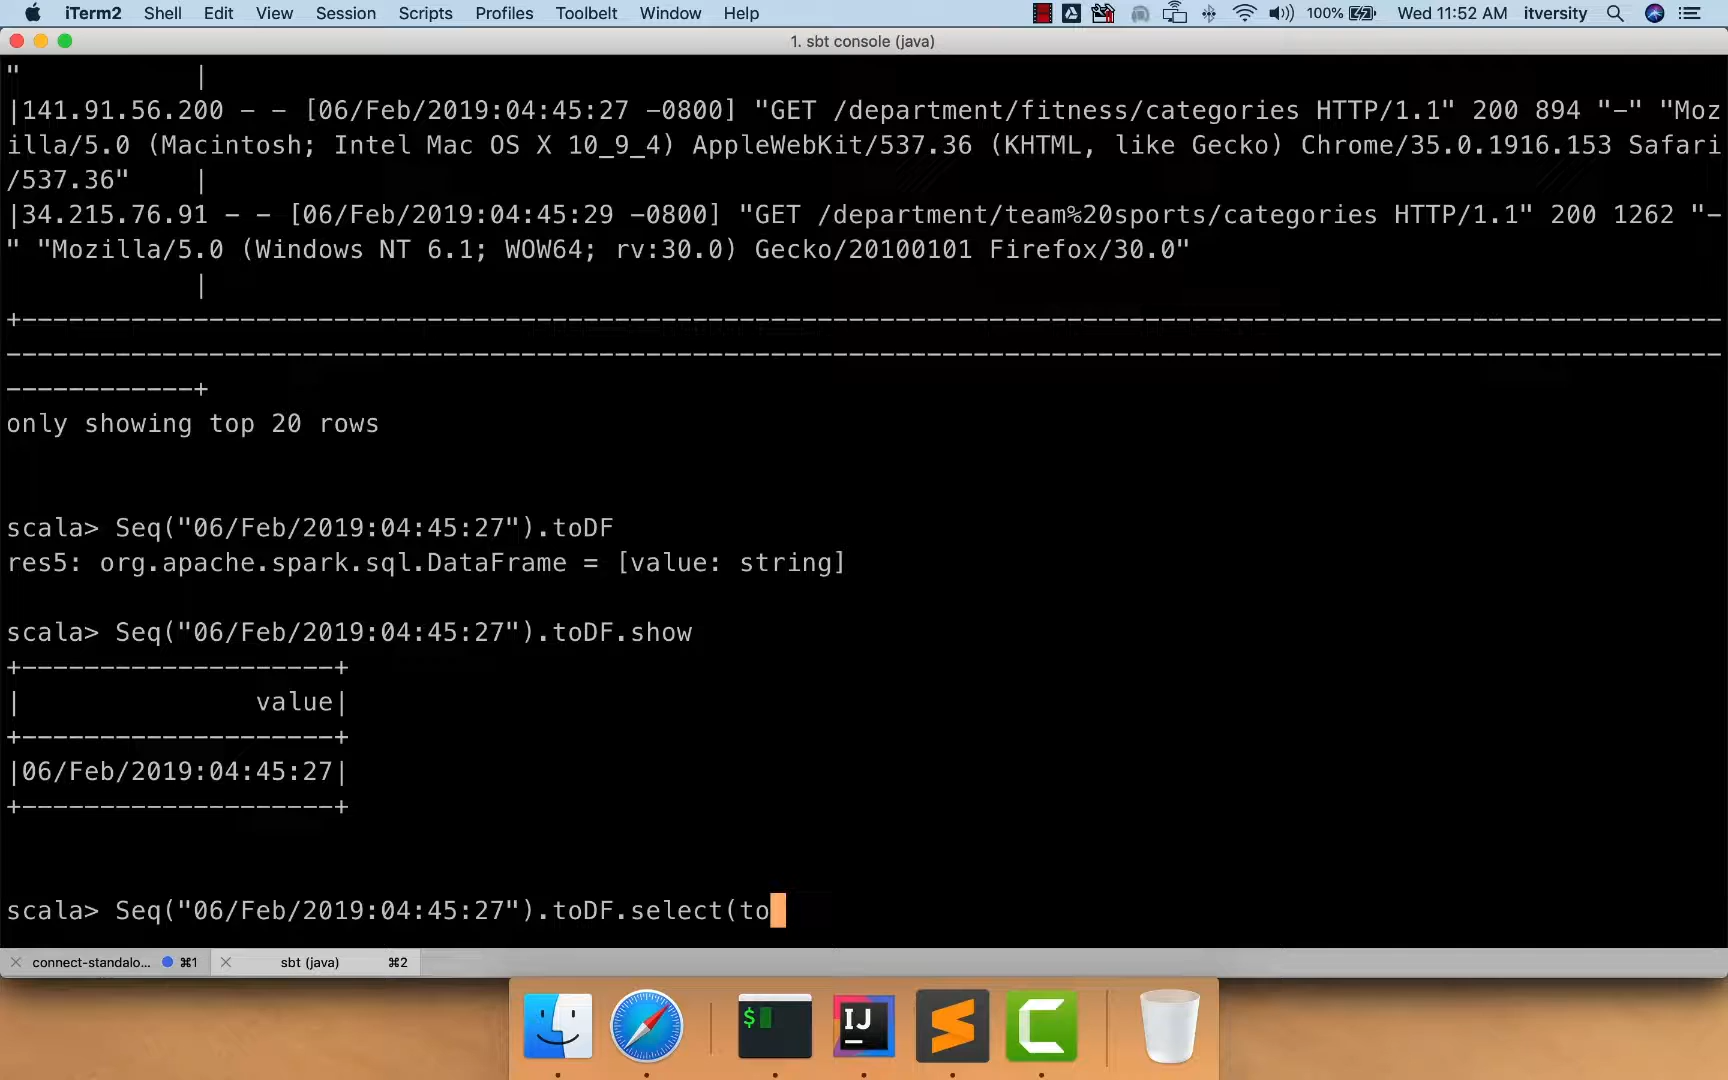 iTerm2 Shell Edit View Session Scripts Profiles Toolbelt Window Help 100% Wed 11:52 AM itversity
1. sbt console (java)
" |
|141.91.56.200 - - [06/Feb/2019:04:45:27 -0800] "GET /department/fitness/categories HTTP/1.1" 200 894 "-" "Moz
illa/5.0 (Macintosh; Intel Mac OS X 10_9_4) AppleWebKit/537.36 (KHTML, like Gecko) Chrome/35.0.1916.153 Safari
/537.36" |
|34.215.76.91 - - [06/Feb/2019:04:45:29 -0800] "GET /department/team%20sports/categories HTTP/1.1" 200 1262 "-
" "Mozilla/5.0 (Windows NT 6.1; WOW64; rv:30.0) Gecko/20100101 Firefox/30.0"
|
+-------------------------------------------------------------------------------------------------------------
--------------------------------------------------------------------------------------------------------------
------------+
only showing top 20 rows
scala> Seq("06/Feb/2019:04:45:27").toDF
res5: org.apache.spark.sql.DataFrame = [value: string]
scala> Seq("06/Feb/2019:04:45:27").toDF.show
+--------------------+
| value|
+--------------------+
|06/Feb/2019:04:45:27|
+--------------------+
scala> Seq("06/Feb/2019:04:45:27").toDF.select(to
connect-standalo... ⌘1 sbt (java) ⌘2
$ IJ